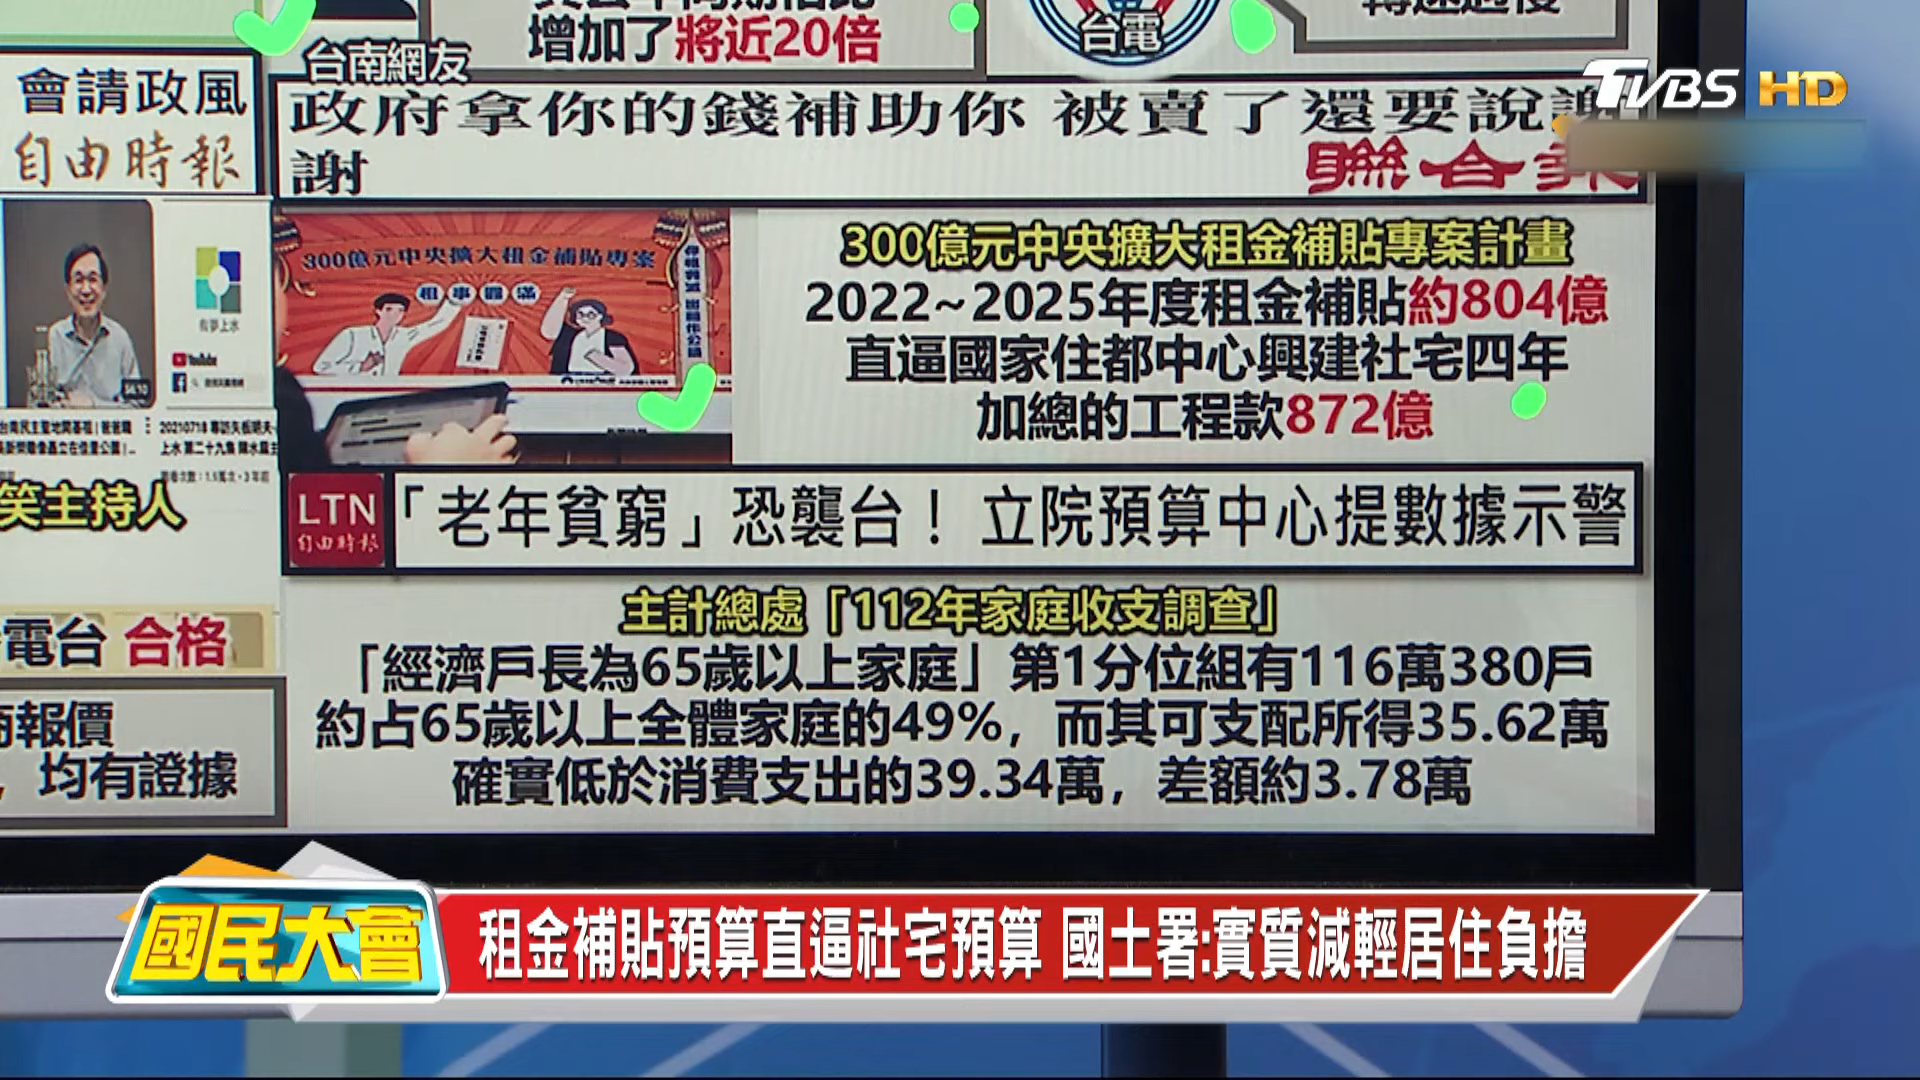 增加了將近20倍
台電
台南網友
TVBS HD
會請政風
自由時報
政府拿你的錢補助你 被賣了還要說謝
謝
聯合
300億元中央擴大租金補貼專案
租事圓滿
有夢上水
YouTube
300億元中央擴大租金補貼專案計畫
2022~2025年度租金補貼約804億
直逼國家住都中心興建社宅四年
加總的工程款872億
笑主持人
LTN
自由時報
「老年貧窮」恐襲台！ 立院預算中心提數據示警
主計總處「112年家庭收支調查」
「經濟戶長為65歲以上家庭」第1分位組有116萬380戶
約占65歲以上全體家庭的49%，而其可支配所得35.62萬
確實低於消費支出的39.34萬，差額約3.78萬
電台 合格
報價
，均有證據
國民大會
租金補貼預算直逼社宅預算 國土署:實質減輕居住負擔